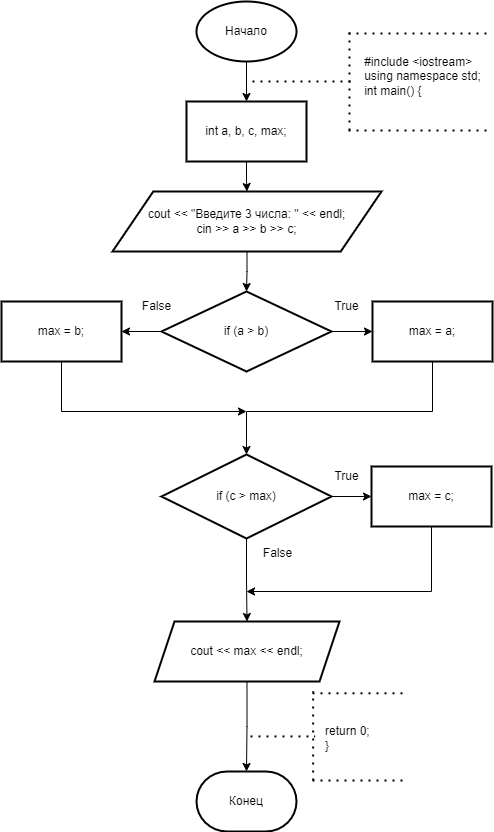 Начало
#include <iostream>
using namespace std;
int main() {
int a, b, c, max;
cout << "Введите 3 числа: " << endl;
cin >> a >> b >> c;
False
True
max = b;
if (a > b)
max = a;
True
if (c > max)
max = c;
False
cout << max << endl;
return 0;
}
Конец